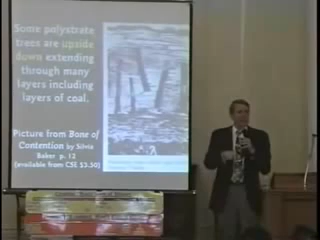 Some polystrate
trees are upside
down extending
through many
layers including
layers of coal.
Picture from Bone of
Contention by Silvia
Baker p. 12
(available from CSE $3.50)